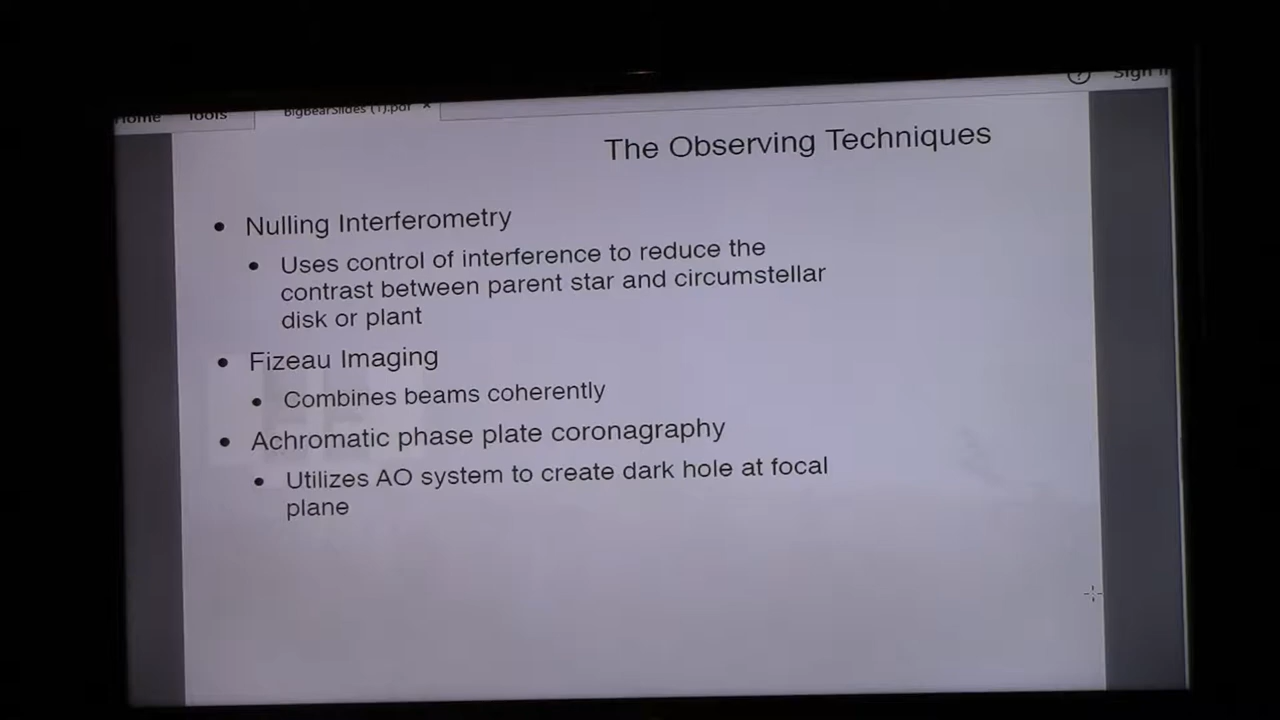 Sign In
Home Tools BigBearSlides (1).pdf ×
The Observing Techniques
• Nulling Interferometry
• Uses control of interference to reduce the
contrast between parent star and circumstellar
disk or plant
• Fizeau Imaging
• Combines beams coherently
• Achromatic phase plate coronagraphy
• Utilizes AO system to create dark hole at focal
plane